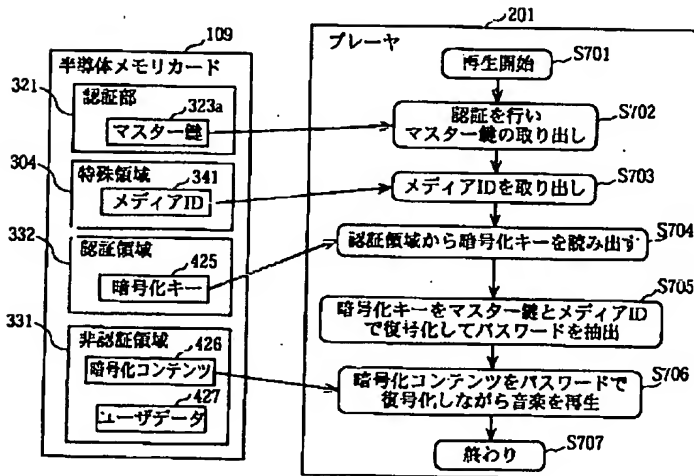 109
半導体メモリカード
321
認証部
323a
マスター鍵
304
特殊領域
341
メディアID
332
認証領域
425
暗号化キー
331
非認証領域
426
暗号化コンテンツ
427
ユーザデータ
201
プレーヤ
再生開始
S701
認証を行い
マスター鍵の取り出し
S702
メディアIDを取り出し
S703
認証領域から暗号化キーを読み出す
S704
暗号化キーをマスター鍵とメディアID
で復号化してパスワードを抽出
S705
暗号化コンテンツをパスワードで
復号化しながら音楽を再生
S706
終わり
S707